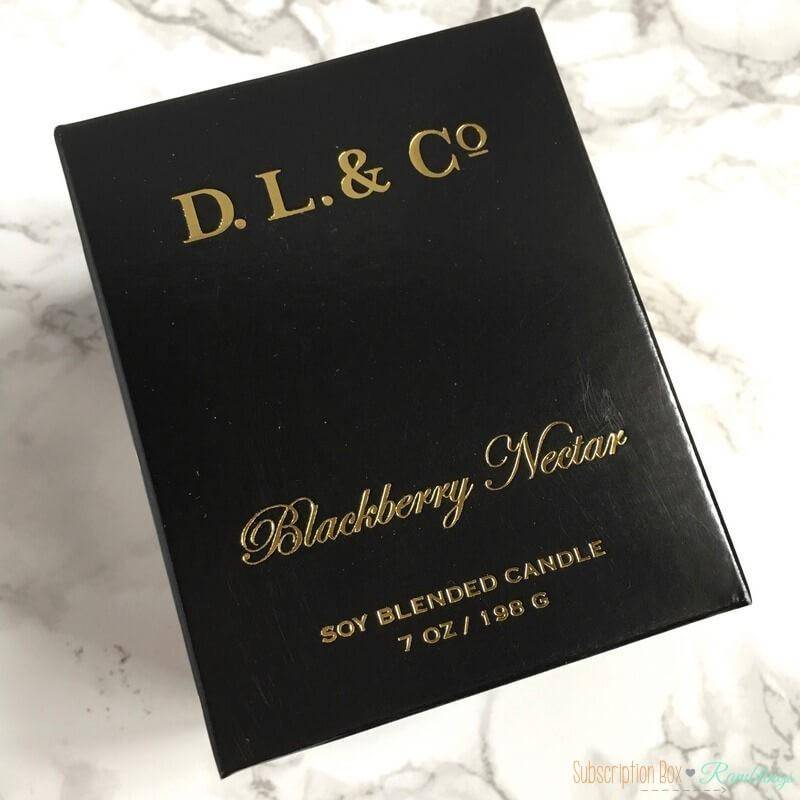 D. L. & Cº
Blackberry Nectar
SOY BLENDED CANDLE
7 OZ / 198 G
Subscription Box ♥ Ramblings